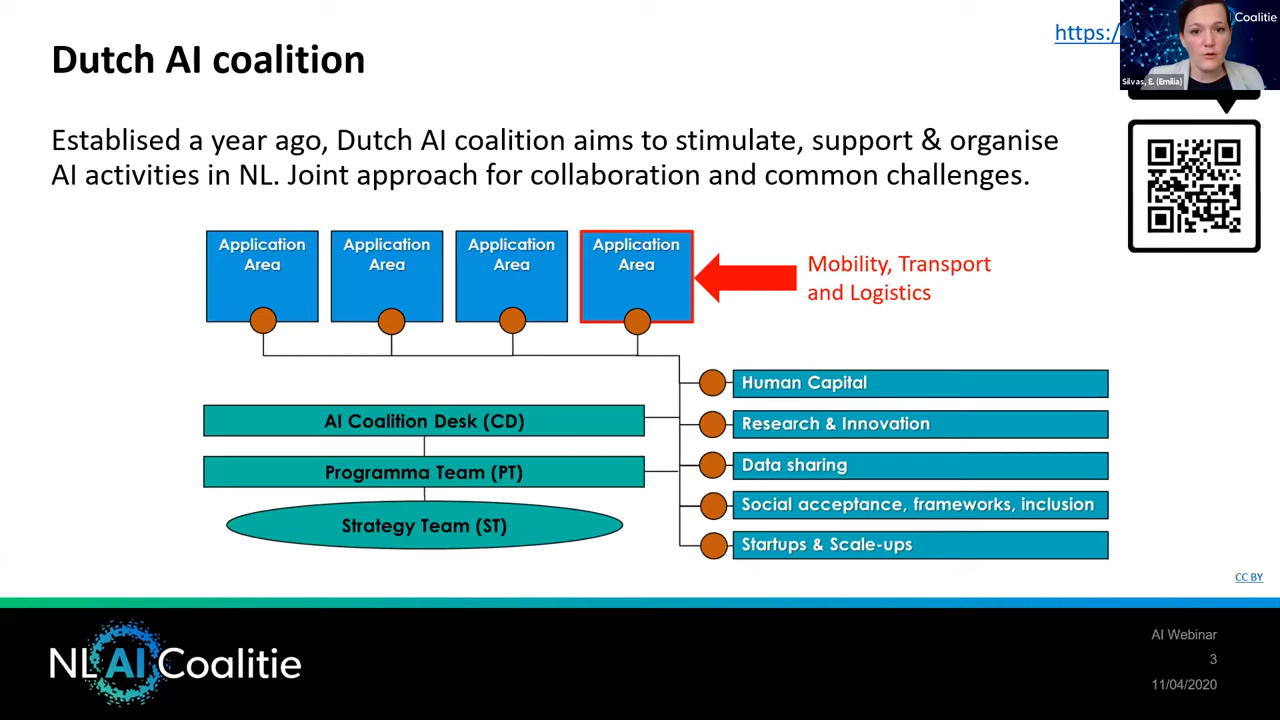 Dutch AI coalition
https:/
Coalitie
Silvas, E. (Emilia)
Establised a year ago, Dutch AI coalition aims to stimulate, support & organise
AI activities in NL. Joint approach for collaboration and common challenges.
Application
Area
Application
Area
Application
Area
Application
Area
Mobility, Transport
and Logistics
Human Capital
AI Coalition Desk (CD)
Research & Innovation
Programma Team (PT)
Data sharing
Social acceptance, frameworks, inclusion
Strategy Team (ST)
Startups & Scale-ups
CC BY
NL AI Coalitie
AI Webinar
3
11/04/2020